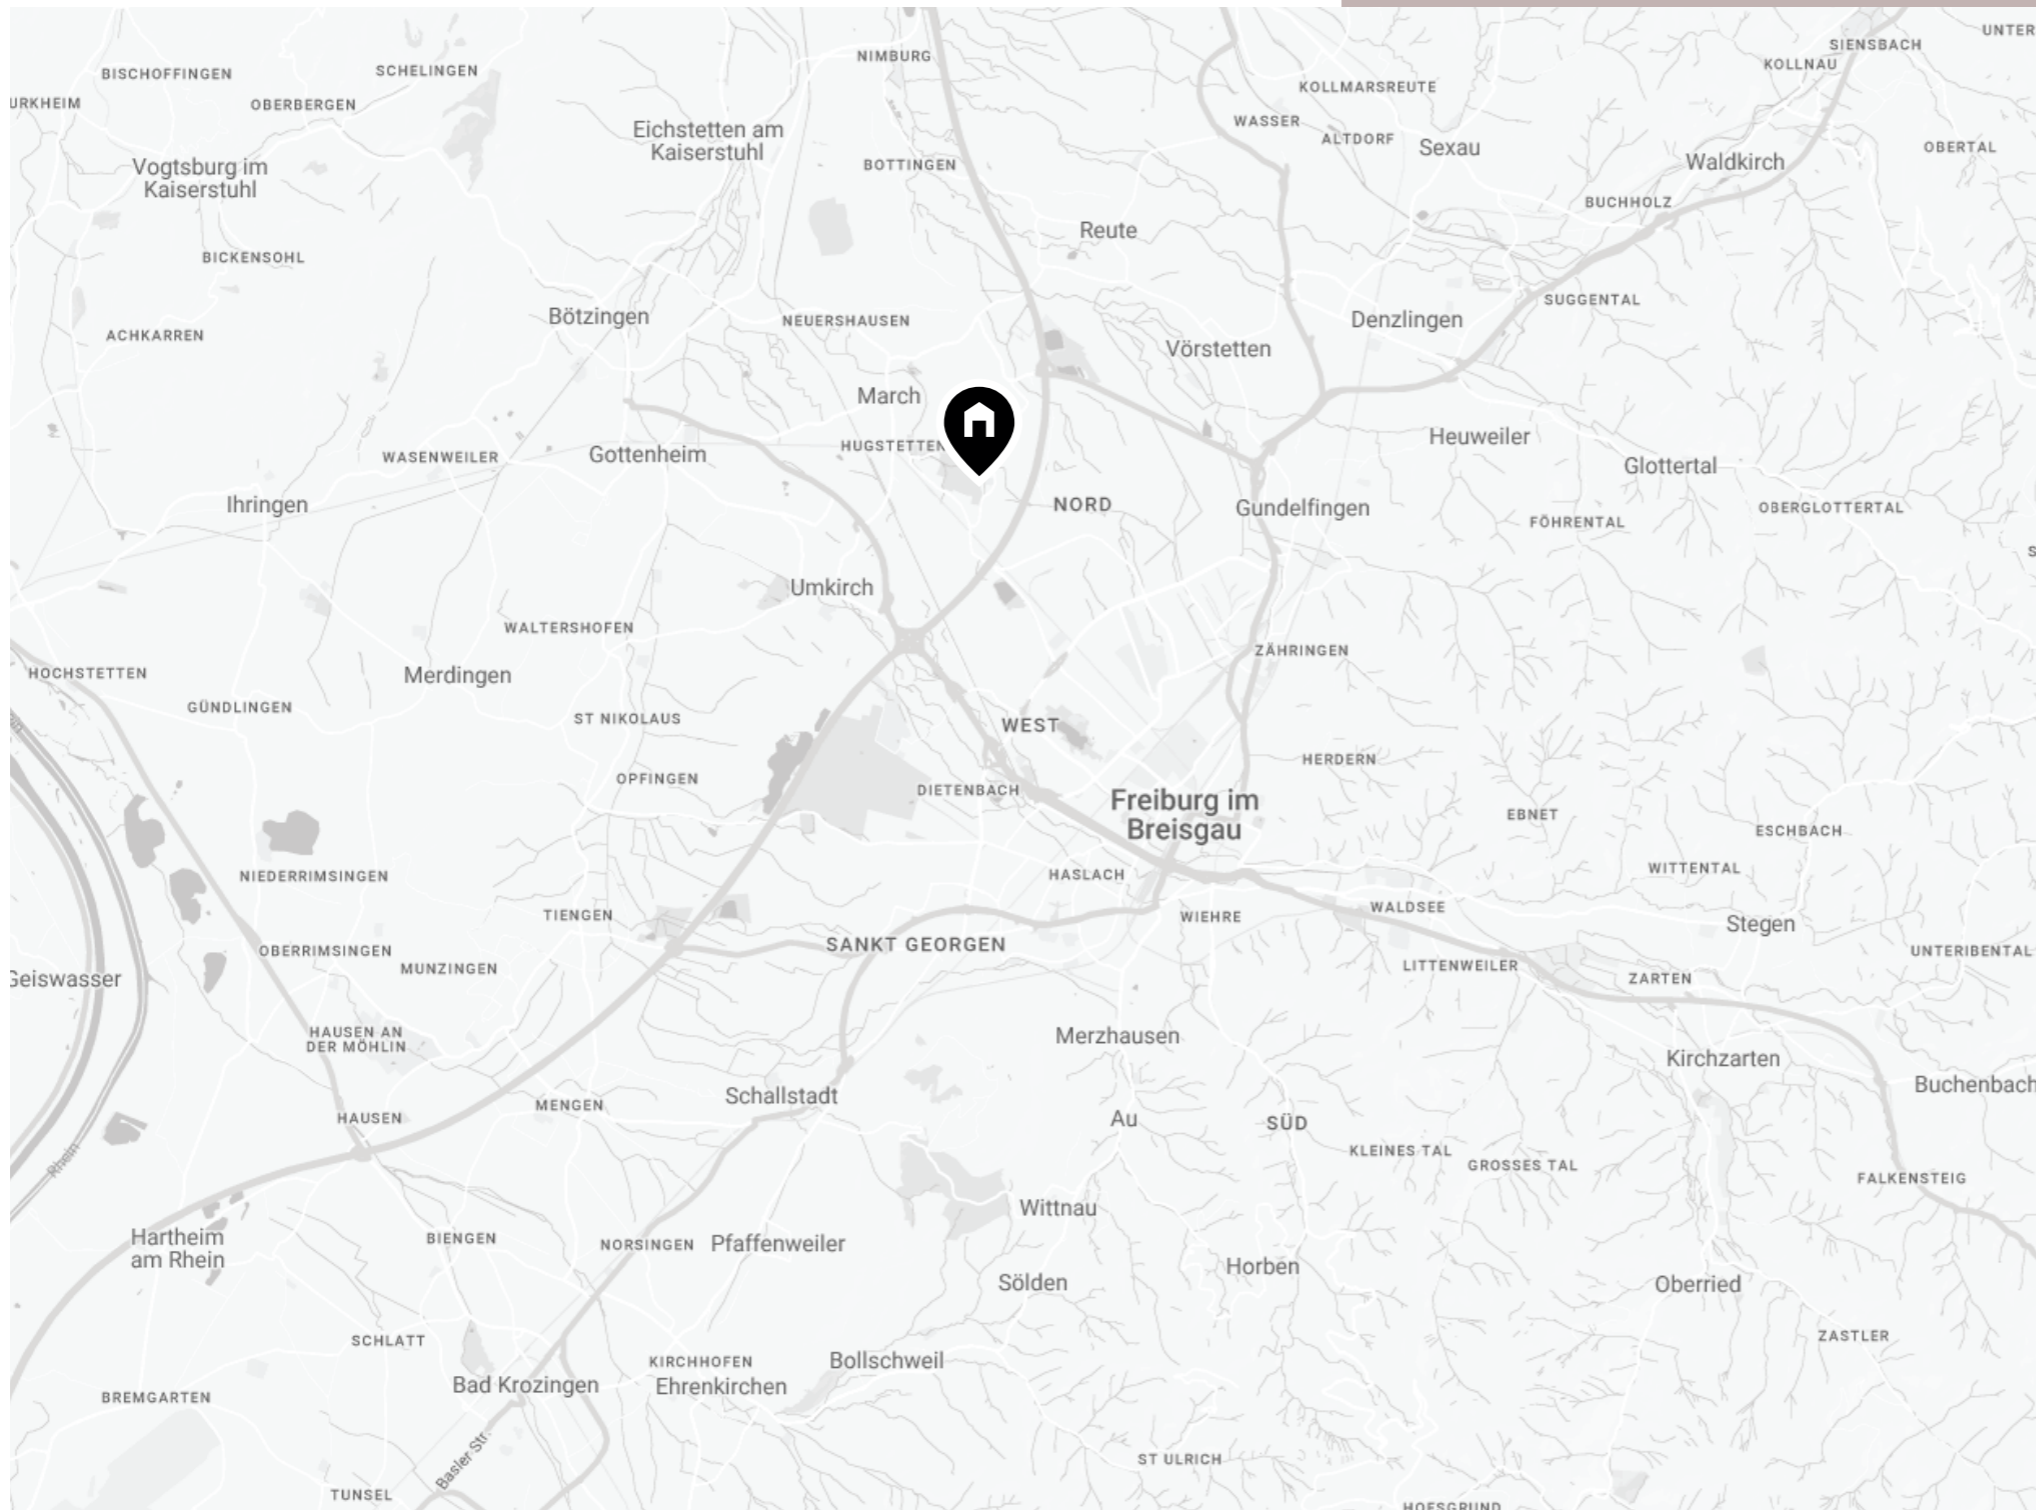 UNTER
SIENSBACH
NIMBURG
KOLLNAU
BISCHOFFINGEN
SCHELINGEN
KOLLMARSREUTE
URKHEIM
OBERBERGEN
WASSER
Eichstetten am
Kaiserstuhl
ALTDORF
Sexau
OBERTAL
Vogtsburg im
Kaiserstuhl
BOTTINGEN
Waldkirch
BUCHHOLZ
Reute
BICKENSOHL
SUGGENTAL
Bötzingen
NEUERSHAUSEN
Denzlingen
ACHKARREN
Vörstetten
March
HUGSTETTEN
Heuweiler
WASENWEILER
Gottenheim
Glottertal
Ihringen
NORD
Gundelfingen
OBERGLOTTERTAL
FÖHRENTAL
S
Umkirch
WALTERSHOFEN
ZÄHRINGEN
HOCHSTETTEN
Merdingen
GÜNDLINGEN
ST NIKOLAUS
WEST
HERDERN
OPFINGEN
DIETENBACH
Freiburg im
Breisgau
EBNET
ESCHBACH
NIEDERRIMSINGEN
HASLACH
WITTENTAL
TIENGEN
WIEHRE
WALDSEE
Stegen
OBERRIMSINGEN
SANKT GEORGEN
UNTERIBENTAL
MUNZINGEN
LITTENWEILER
Geiswasser
ZARTEN
HAUSEN AN
DER MÖHLIN
Merzhausen
Kirchzarten
Buchenbach
Schallstadt
MENGEN
HAUSEN
Au
SÜD
KLEINES TAL
Rhein
GROSSES TAL
FALKENSTEIG
Wittnau
Hartheim
am Rhein
BIENGEN
NORSINGEN
Pfaffenweiler
Horben
Sölden
Oberried
SCHLATT
ZASTLER
KIRCHHOFEN
Bollschweil
Bad Krozingen
Ehrenkirchen
BREMGARTEN
Basler Str.
ST ULRICH
TUNSEL
HOFSGRUND